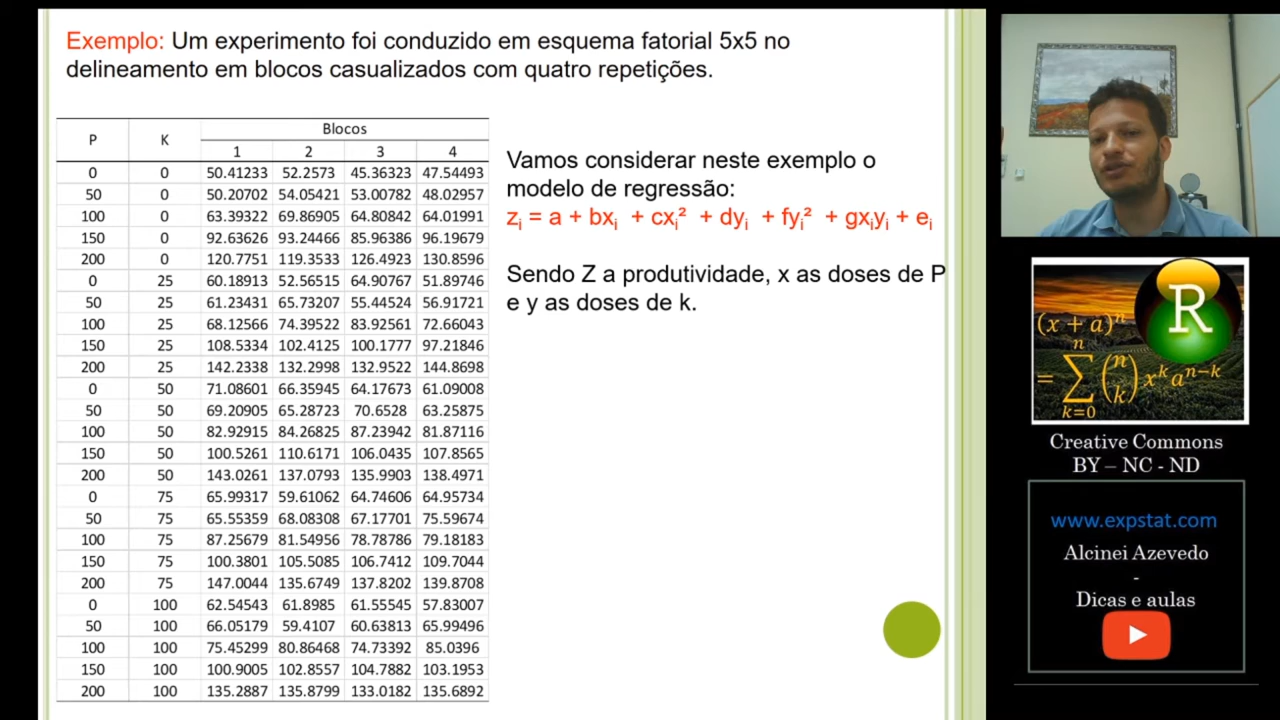 Exemplo: Um experimento foi conduzido em esquema fatorial 5x5 no
delineamento em blocos casualizados com quatro repetições.
P K Blocos
1 2 3 4
0 0 50.41233 52.2573 45.36323 47.54493
50 0 50.20702 54.05421 53.00782 48.02957
100 0 63.39322 69.86905 64.80842 64.01991
150 0 92.63626 93.24466 85.96386 96.19679
200 0 120.7751 119.3533 126.4923 130.8596
0 25 60.18913 52.56515 64.90767 51.89746
50 25 61.23431 65.73207 55.44524 56.91721
100 25 68.12566 74.39522 83.92561 72.66043
150 25 108.5334 102.4125 100.1777 97.21846
200 25 142.2338 132.2998 132.9522 144.8698
0 50 71.08601 66.35945 64.17673 61.09008
50 50 69.20905 65.28723 70.6528 63.25875
100 50 82.92915 84.26825 87.23942 81.87116
150 50 100.5261 110.6171 106.0435 107.8565
200 50 143.0261 137.0793 135.9903 138.4971
0 75 65.99317 59.61062 64.74606 64.95734
50 75 65.55359 68.08308 67.17701 75.59674
100 75 87.25679 81.54956 78.78786 79.18183
150 75 100.3801 105.5085 106.7412 109.7044
200 75 147.0044 135.6749 137.8202 139.8708
0 100 62.54543 61.8985 61.55545 57.83007
50 100 66.05179 59.4107 60.63813 65.99496
100 100 75.45299 80.86468 74.73392 85.0396
150 100 100.9005 102.8557 104.7882 103.1953
200 100 135.2887 135.8799 133.0182 135.6892
Vamos considerar neste exemplo o
modelo de regressão:
zᵢ = a + bxᵢ + cxᵢ² + dyᵢ + fyᵢ² + gxᵢyᵢ + eᵢ
Sendo Z a produtividade, x as doses de P
e y as doses de k.
R
(x + a)ⁿ
= ∑ₖ₌₀ⁿ (n k) xᵏaⁿ⁻ᵏ
Creative Commons
BY – NC - ND
www.expstat.com
Alcinei Azevedo
-
Dicas e aulas